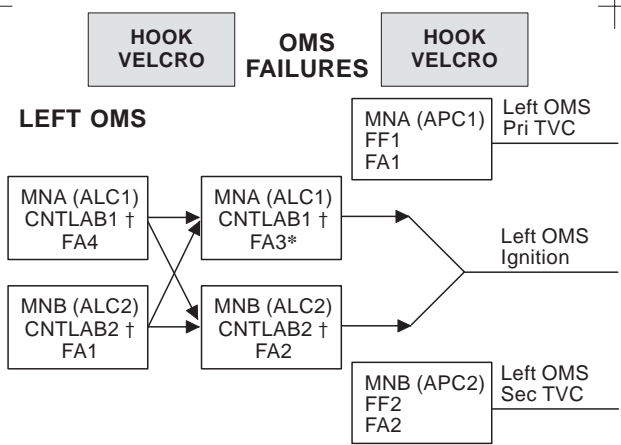 HOOK
VELCRO
OMS
FAILURES
HOOK
VELCRO
LEFT OMS
MNA (APC1)
FF1
FA1
Left OMS
Pri TVC
MNA (ALC1)
CNTLAB1 †
FA4
MNA (ALC1)
CNTLAB1 †
FA3*
Left OMS
Ignition
MNB (ALC2)
CNTLAB2 †
FA1
MNB (ALC2)
CNTLAB2 †
FA2
MNB (APC2)
FF2
FA2
Left OMS
Sec TVC